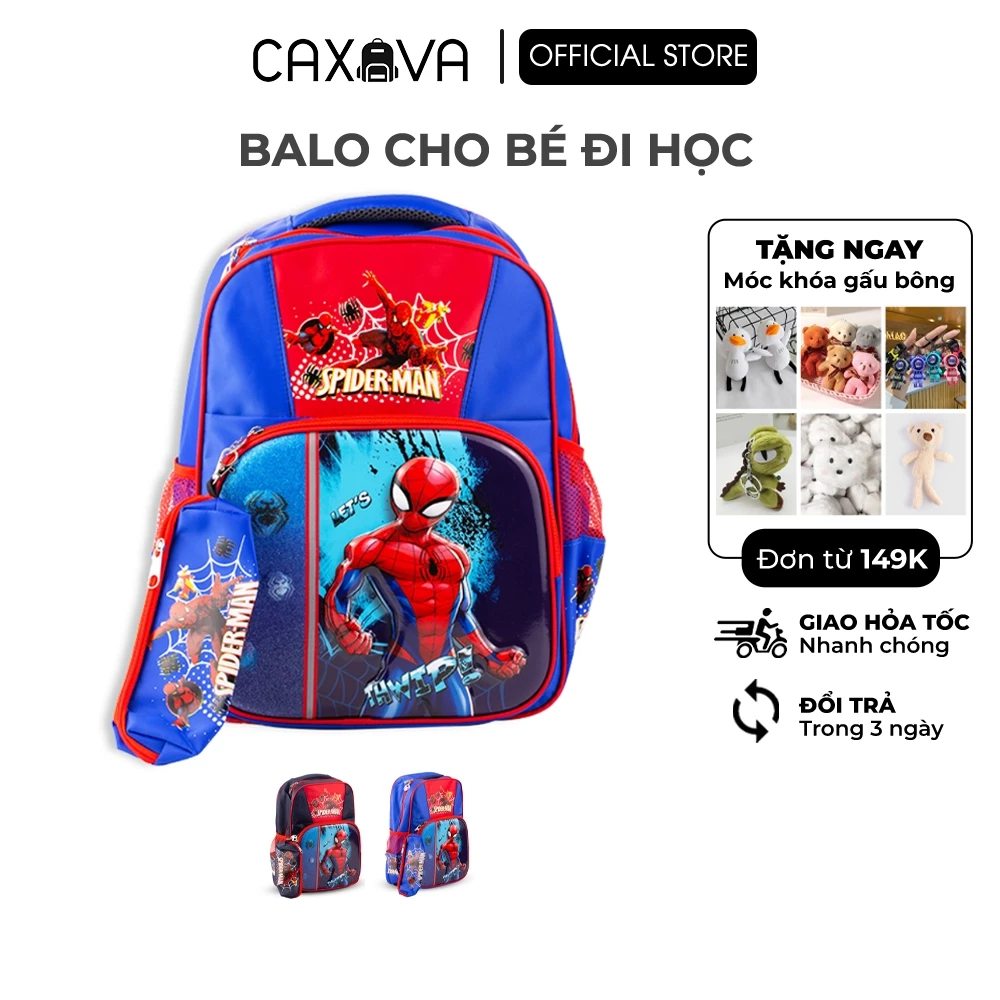 CAXAVA | OFFICIAL STORE
BALO CHO BÉ ĐI HỌC
SPIDER-MAN
LET'S
THWIP!
SPIDER-MAN
TẶNG NGAY
Móc khóa gấu bông
Đơn từ 149K
GIAO HỎA TỐC
Nhanh chóng
ĐỔI TRẢ
Trong 3 ngày